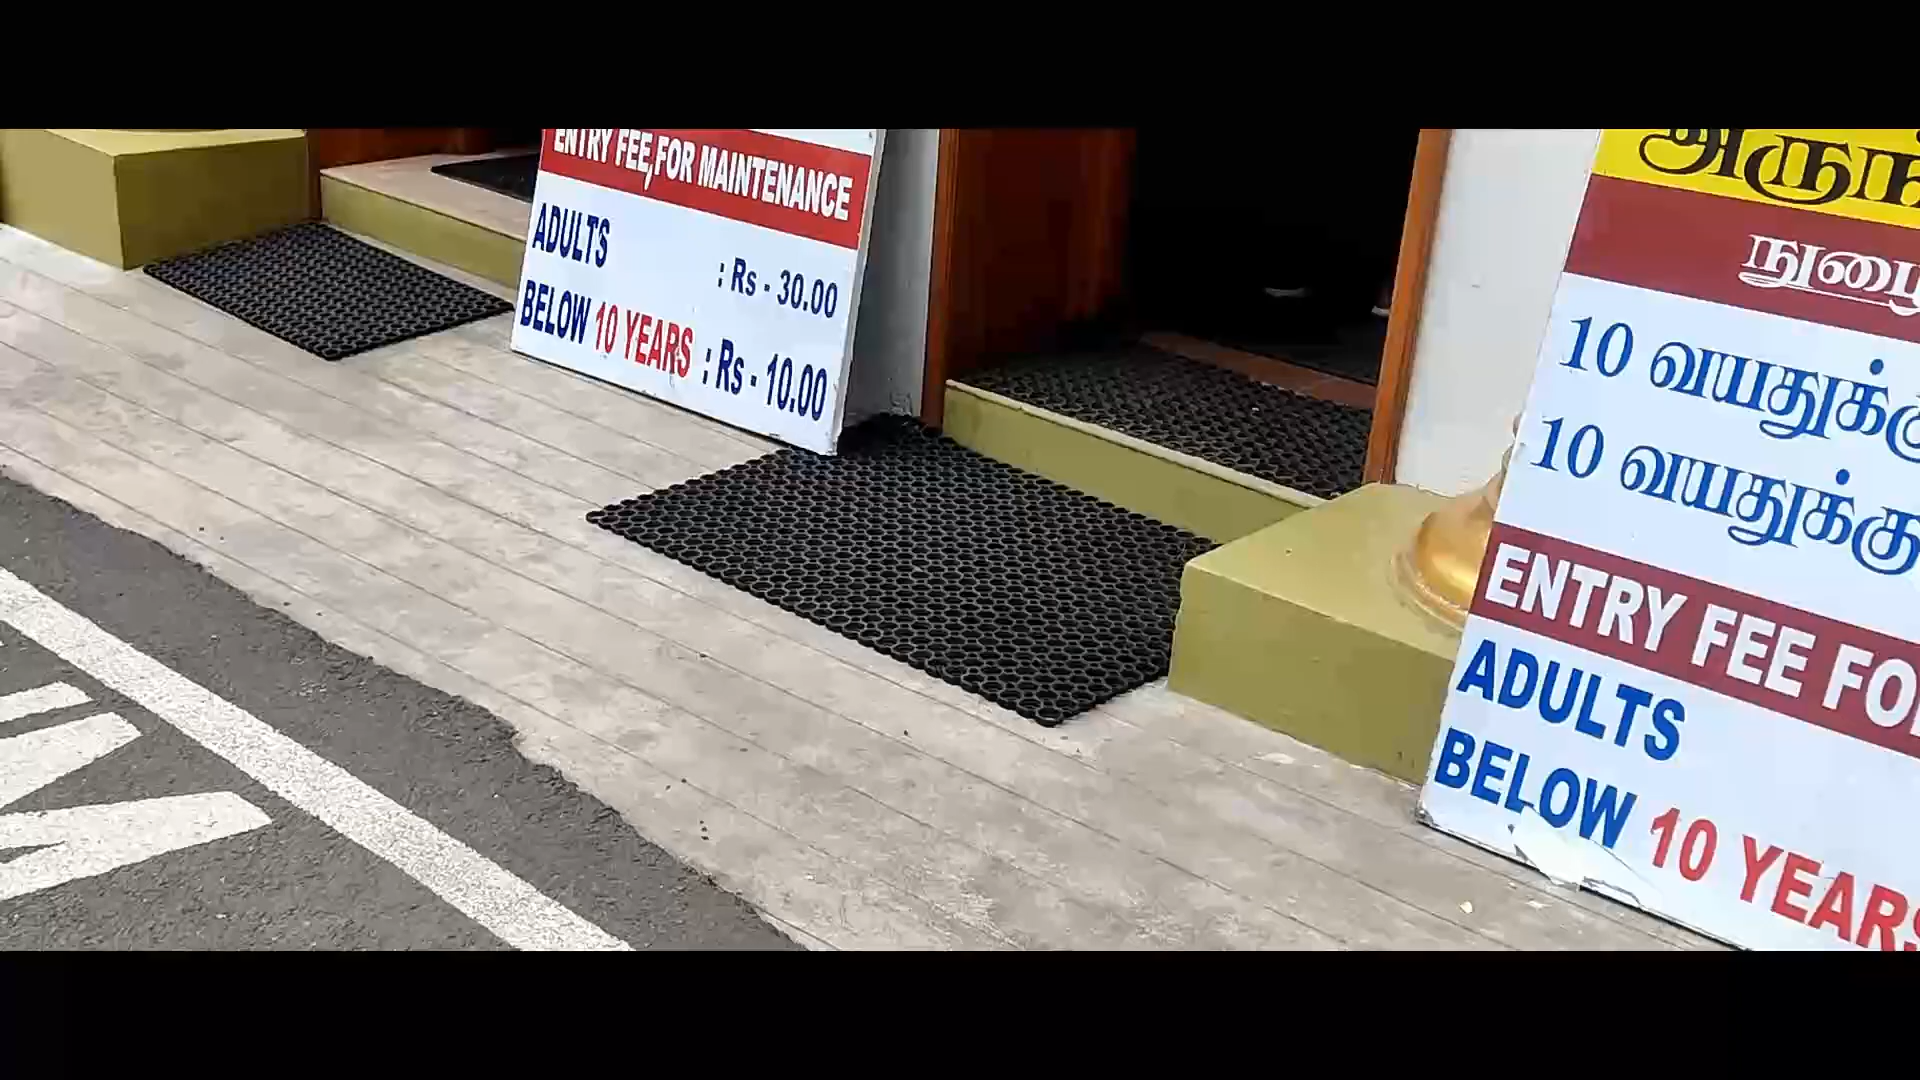 ENTRY FEE,FOR MAINTENANCE
ADULTS : Rs - 30.00
BELOW 10 YEARS : Rs - 10.00
10 வயதுக்கு
10 வயதுக்கு
ENTRY FEE
ADULTS
BELOW 10 YEARS